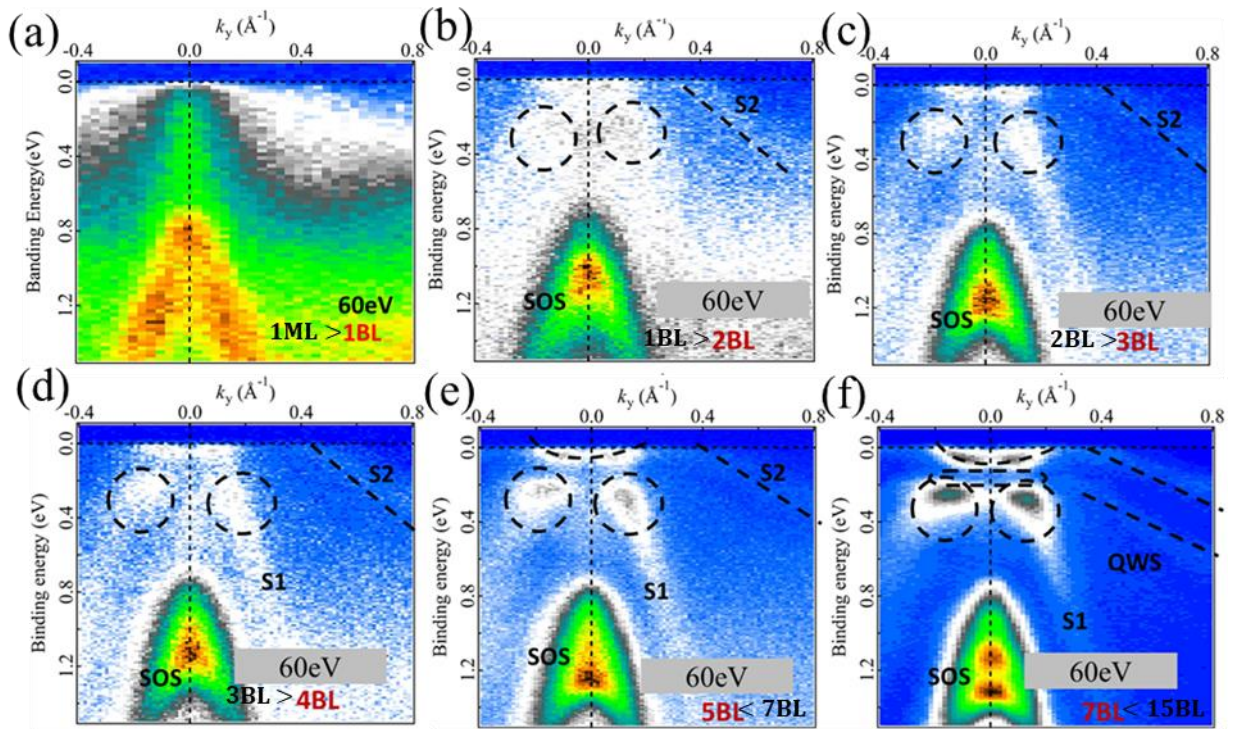 (a)
k_y (Å⁻¹)
-0.4 0.0 0.4 0.8
Banding Energy(eV)
0.0 0.4 0.8 1.2
60eV
1ML > 1BL
(b)
k_y (Å⁻¹)
-0.4 0.0 0.4 0.8
Binding energy (eV)
0.0 0.4 0.8 1.2
S2
SOS
60eV
1BL > 2BL
(c)
k_y (Å⁻¹)
-0.4 0.0 0.4 0.8
Binding energy (eV)
0.0 0.4 0.8 1.2
S2
SOS
60eV
2BL > 3BL
(d)
k_y (Å⁻¹)
-0.4 0.0 0.4 0.8
Binding energy (eV)
0.0 0.4 0.8 1.2
S2
S1
SOS
60eV
3BL > 4BL
(e)
k_y (Å⁻¹)
-0.4 0.0 0.4 0.8
Binding energy (eV)
0.0 0.4 0.8 1.2
S2
S1
SOS
60eV
5BL < 7BL
(f)
k_y (Å⁻¹)
-0.4 0.0 0.4 0.8
Binding energy (eV)
0.0 0.4 0.8 1.2
QWS
S1
SOS
60eV
7BL < 15BL